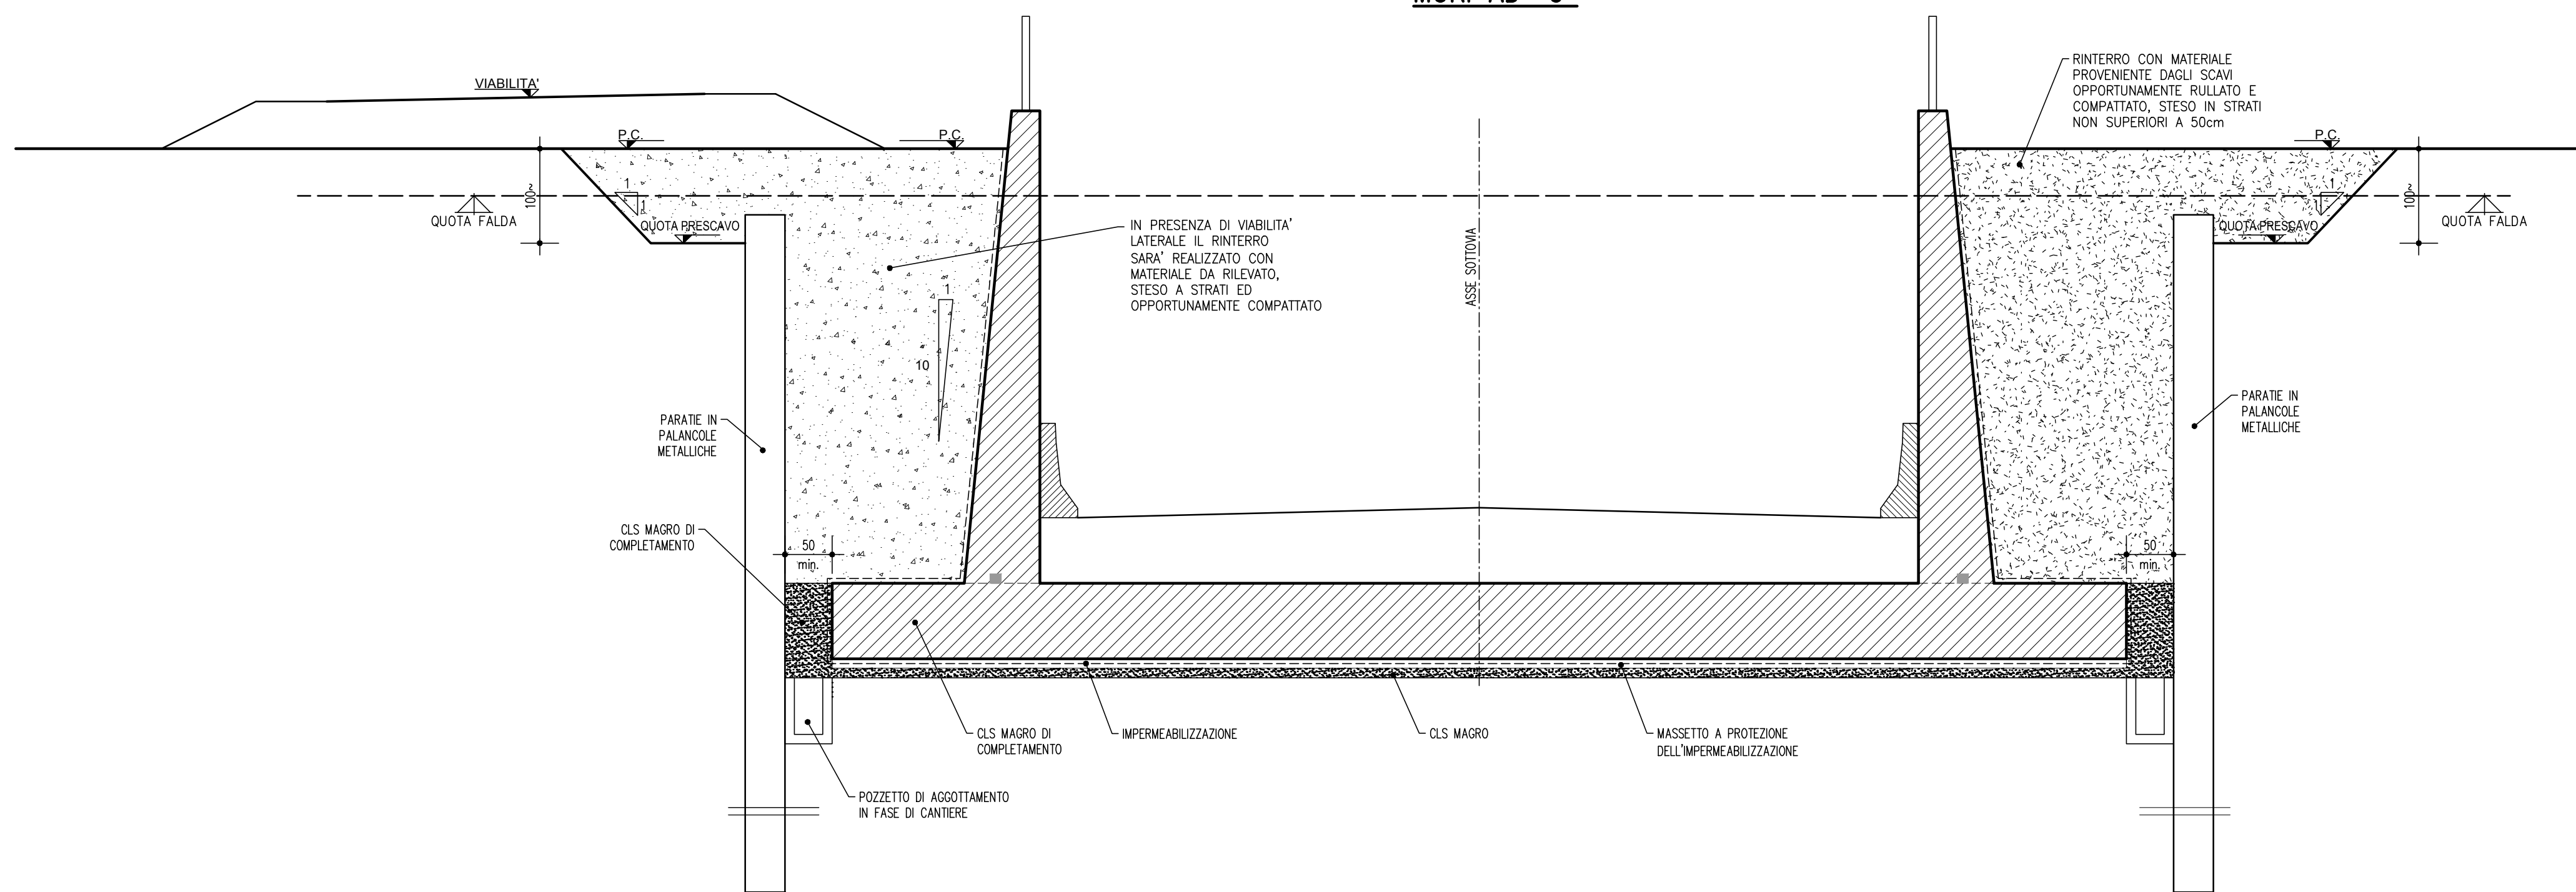 VIABILITA'
P.C.
P.C.
P.C.
RINTERRO CON MATERIALE
PROVENIENTE DAGLI SCAVI
OPPORTUNAMENTE RULLATO E
COMPATTATO, STESO IN STRATI
NON SUPERIORI A 50cm
100~
1
1
QUOTA FALDA
QUOTA PRESCAVO
IN PRESENZA DI VIABILITA'
LATERALE IL RINTERRO
SARA' REALIZZATO CON
MATERIALE DA RILEVATO,
STESO A STRATI ED
OPPORTUNAMENTE COMPATTATO
ASSE SOTTOVIA
1
1
100~
QUOTA PRESCAVO
QUOTA FALDA
1
10
PARATIE IN
PALANCOLE
METALLICHE
PARATIE IN
PALANCOLE
METALLICHE
CLS MAGRO DI
COMPLETAMENTO
50
min.
50
min.
CLS MAGRO DI
COMPLETAMENTO
IMPERMEABILIZZAZIONE
CLS MAGRO
MASSETTO A PROTEZIONE
DELL'IMPERMEABILIZZAZIONE
POZZETTO DI AGGOTTAMENTO
IN FASE DI CANTIERE